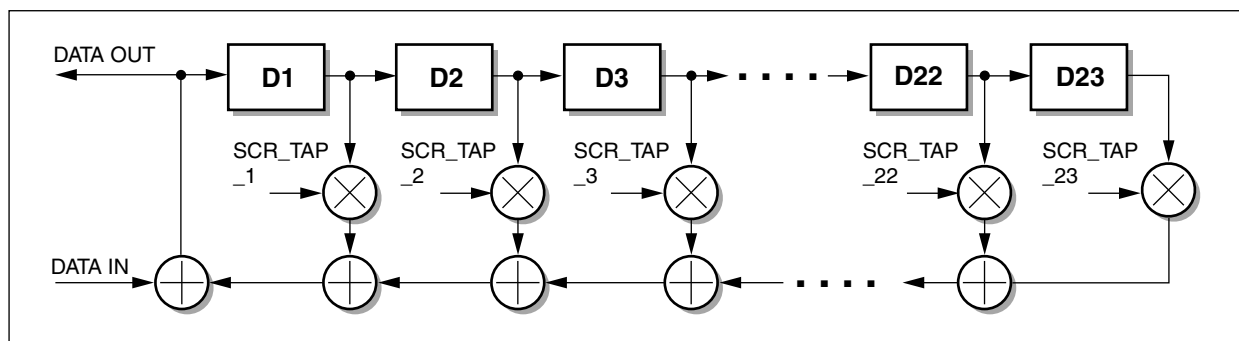 DATA OUT
D1
D2
D3
D22
D23
SCR_TAP
_1
SCR_TAP
_2
SCR_TAP
_3
SCR_TAP
_22
SCR_TAP
_23
DATA IN